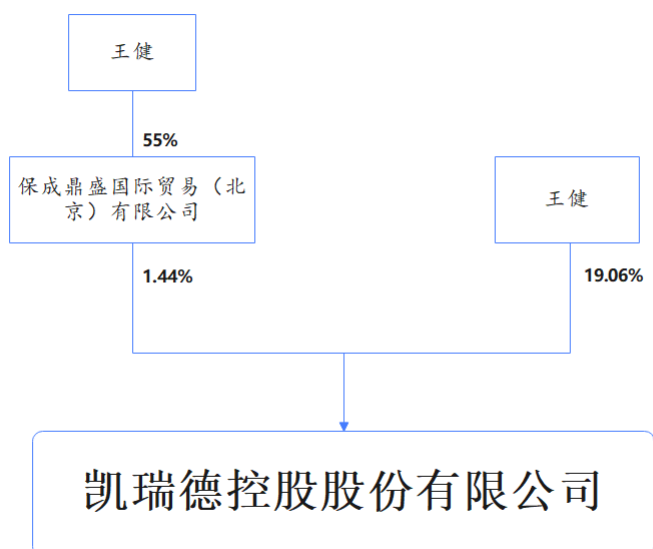 王健
55%
保成鼎盛国际贸易（北
京）有限公司
王健
1.44%
19.06%
凯瑞德控股股份有限公司